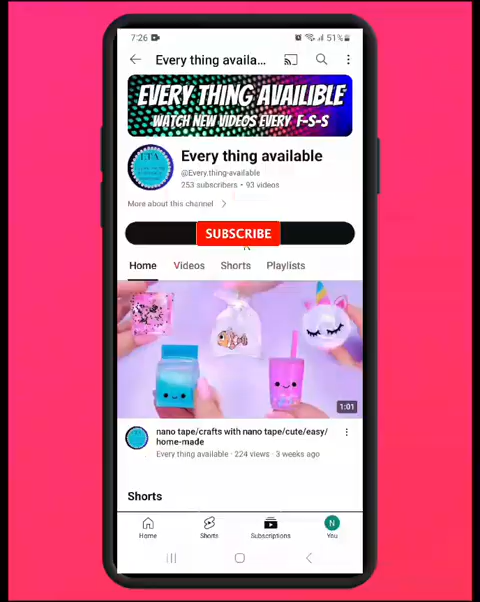 7:26
51%
Every thing availa...
EVERY THING AVAILIBLE
WATCH NEW VIDEOS EVERY F-S-S
ETA
Every thing available
@Every.thing-available
253 subscribers • 93 videos
More about this channel
SUBSCRIBE
Home Videos Shorts Playlists
1:01
nano tape/crafts with nano tape/cute/easy/
home-made
Every thing available · 224 views · 3 weeks ago
Shorts
N
Home Shorts Subscriptions You